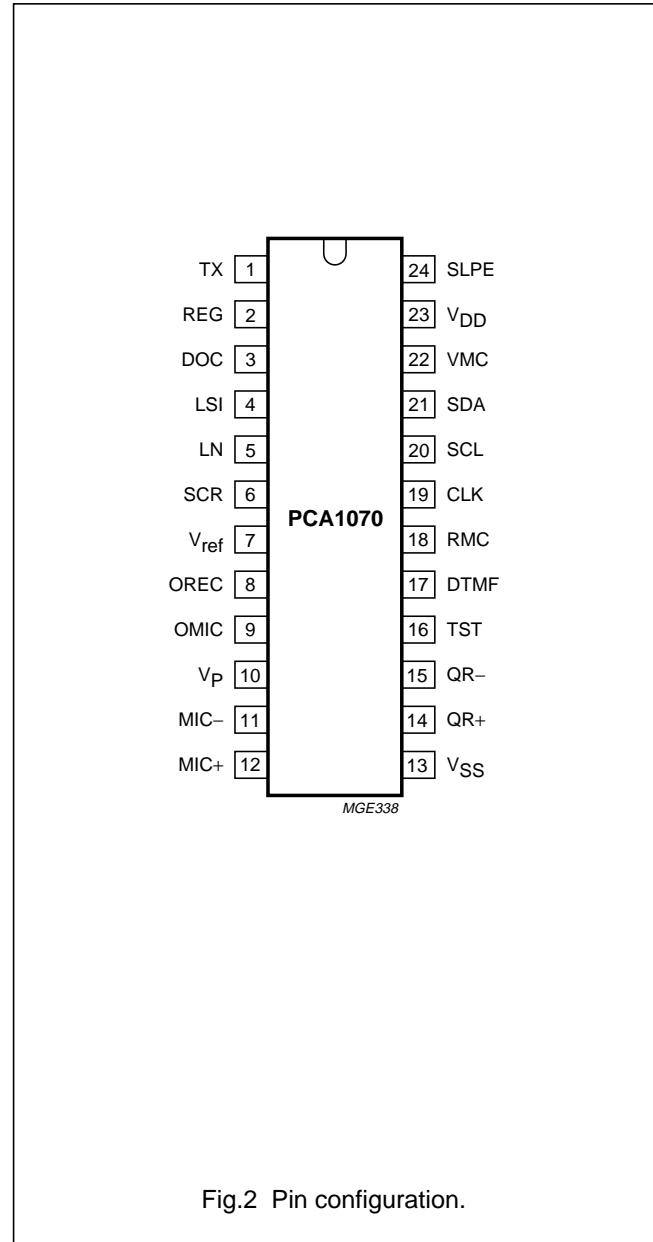 TX 1 24 SLPE
REG 2 23 VDD
DOC 3 22 VMC
LSI 4 21 SDA
LN 5 20 SCL
SCR 6 19 CLK
PCA1070
Vref 7 18 RMC
OREC 8 17 DTMF
OMIC 9 16 TST
VP 10 15 QR−
MIC− 11 14 QR+
MIC+ 12 13 VSS
MGE338
Fig.2 Pin configuration.